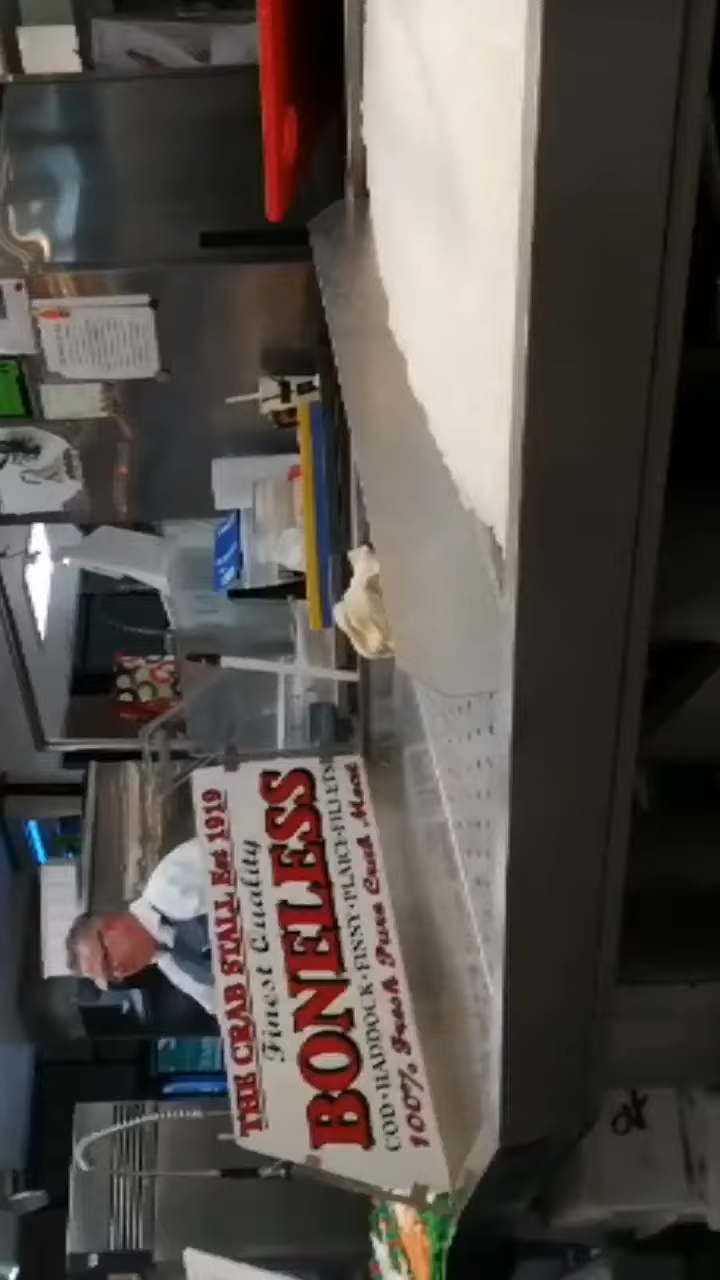 THE CRAB STALL Est 1919
Finest Quality
BONELESS
COD·HADDOCK·FINNY·PLAICE·FILLETS
100% Fresh Pure Crab Meat